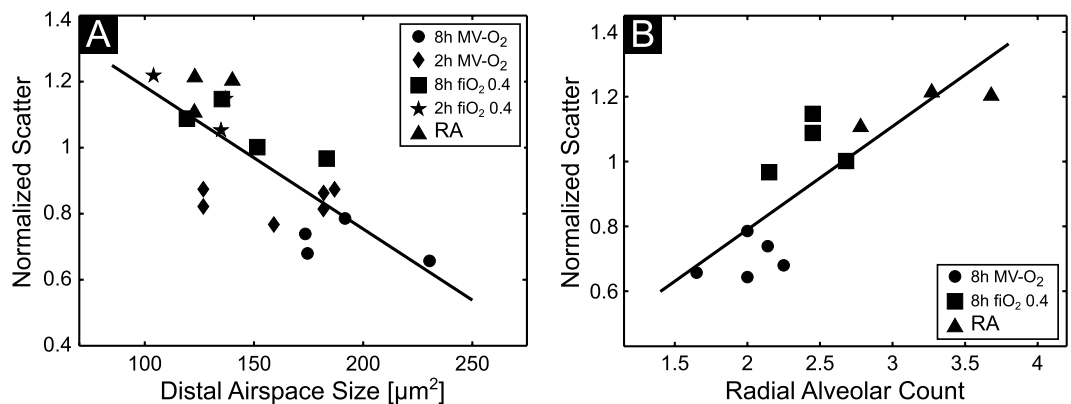 A
Normalized Scatter
1.4
1.2
1
0.8
0.6
0.4
100 150 200 250
Distal Airspace Size [µm²]
8h MV-O₂
2h MV-O₂
8h fiO₂ 0.4
2h fiO₂ 0.4
RA
B
Normalized Scatter
1.4
1.2
1
0.8
0.6
1.5 2 2.5 3 3.5 4
Radial Alveolar Count
8h MV-O₂
8h fiO₂ 0.4
RA